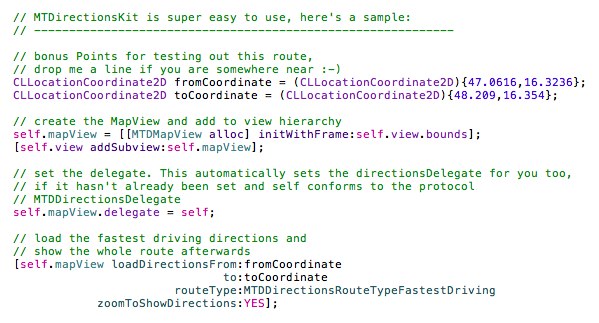 // MTDirectionsKit is super easy to use, here's a sample:
// ------------------------------------------------------------
// bonus Points for testing out this route,
// drop me a line if you are somewhere near :-)
CLLocationCoordinate2D fromCoordinate = (CLLocationCoordinate2D){47.0616,16.3236};
CLLocationCoordinate2D toCoordinate = (CLLocationCoordinate2D){48.209,16.354};
// create the MapView and add to view hierarchy
self.mapView = [[MTDMapView alloc] initWithFrame:self.view.bounds];
[self.view addSubview:self.mapView];
// set the delegate. This automatically sets the directionsDelegate for you too,
// if it hasn't already been set and self conforms to the protocol
// MTDDirectionsDelegate
self.mapView.delegate = self;
// load the fastest driving directions and
// show the whole route afterwards
[self.mapView loadDirectionsFrom:fromCoordinate
to:toCoordinate
routeType:MTDDirectionsRouteTypeFastestDriving
zoomToShowDirections:YES];